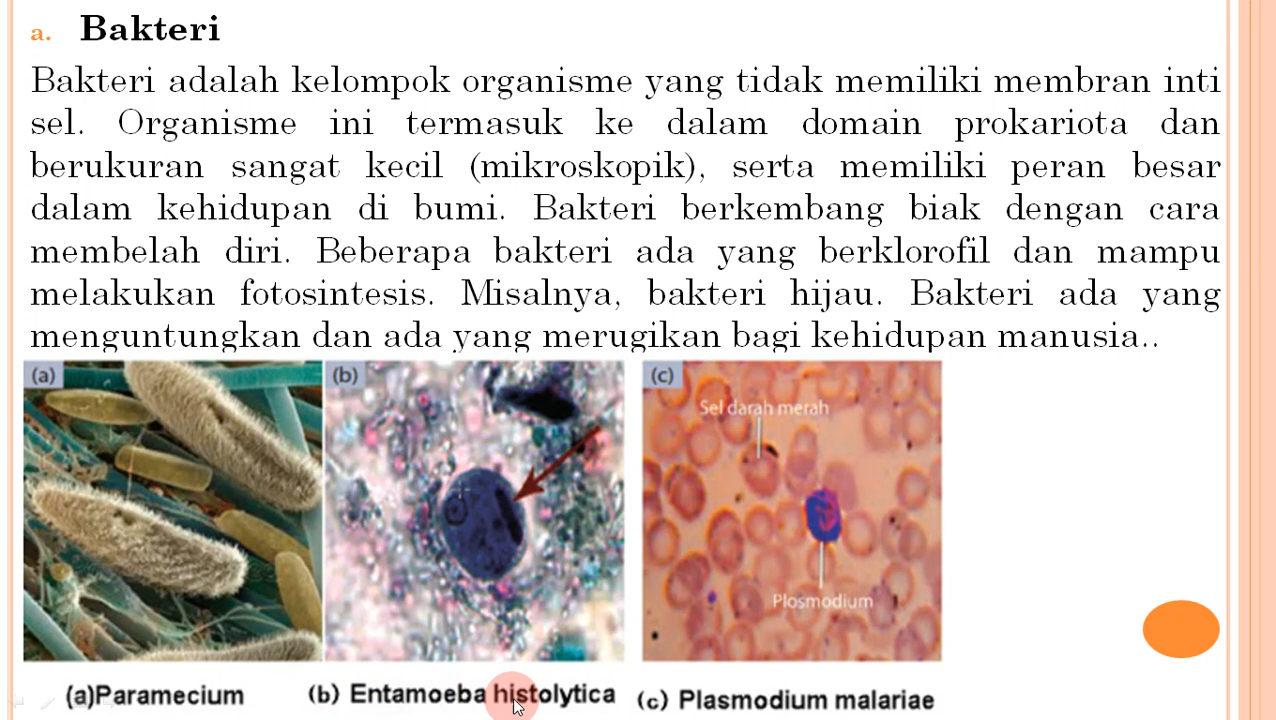 a. Bakteri
Bakteri adalah kelompok organisme yang tidak memiliki membran inti
sel. Organisme ini termasuk ke dalam domain prokariota dan
berukuran sangat kecil (mikroskopik), serta memiliki peran besar
dalam kehidupan di bumi. Bakteri berkembang biak dengan cara
membelah diri. Beberapa bakteri ada yang berklorofil dan mampu
melakukan fotosintesis. Misalnya, bakteri hijau. Bakteri ada yang
menguntungkan dan ada yang merugikan bagi kehidupan manusia..
(a) (b) (c)
Sel darah merah
Plosmodium
(a)Paramecium (b) Entamoeba histolytica (c) Plasmodium malariae